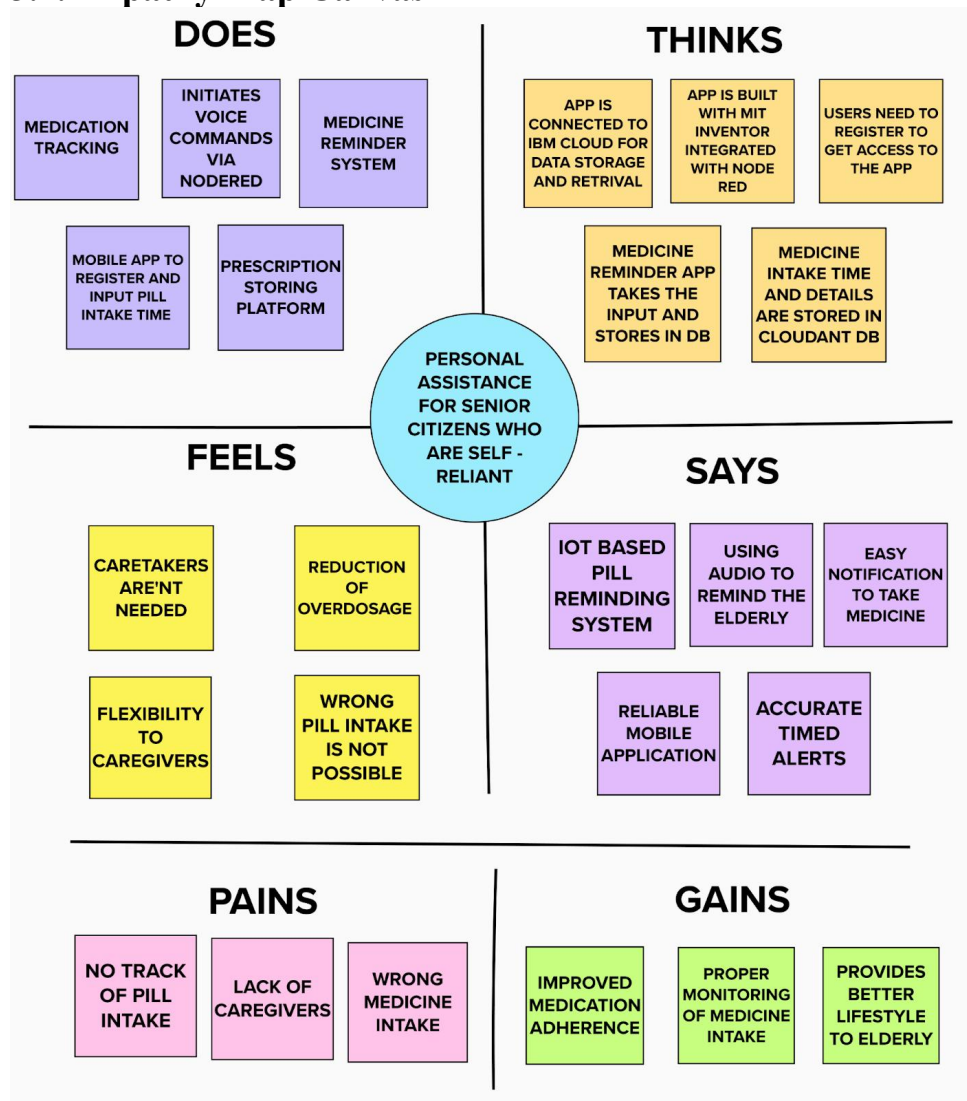 DOES
MEDICATION
TRACKING
INITIATES
VOICE
COMMANDS
VIA
NODERED
MEDICINE
REMINDER
SYSTEM
MOBILE APP TO
REGISTER AND
INPUT PILL
INTAKE TIME
PRESCRIPTION
STORING
PLATFORM
THINKS
APP IS
CONNECTED TO
IBM CLOUD FOR
DATA STORAGE
AND RETRIVAL
APP IS BUILT
WITH MIT
INVENTOR
INTEGRATED
WITH NODE
RED
USERS NEED TO
REGISTER TO
GET ACCESS TO
THE APP
MEDICINE
REMINDER APP
TAKES THE
INPUT AND
STORES IN DB
MEDICINE
INTAKE TIME
AND DETAILS
ARE STORED IN
CLOUDANT DB
PERSONAL
ASSISTANCE
FOR SENIOR
CITIZENS WHO
ARE SELF -
RELIANT
FEELS
CARETAKERS
ARE'NT
NEEDED
REDUCTION
OF
OVERDOSAGE
FLEXIBILITY
TO
CAREGIVERS
WRONG
PILL INTAKE
IS NOT
POSSIBLE
SAYS
IOT BASED
PILL
REMINDING
SYSTEM
USING
AUDIO TO
REMIND THE
ELDERLY
EASY
NOTIFICATION
TO TAKE
MEDICINE
RELIABLE
MOBILE
APPLICATION
ACCURATE
TIMED
ALERTS
PAINS
NO TRACK
OF PILL
INTAKE
LACK OF
CAREGIVERS
WRONG
MEDICINE
INTAKE
GAINS
IMPROVED
MEDICATION
ADHERENCE
PROPER
MONITORING
OF MEDICINE
INTAKE
PROVIDES
BETTER
LIFESTYLE
TO ELDERLY